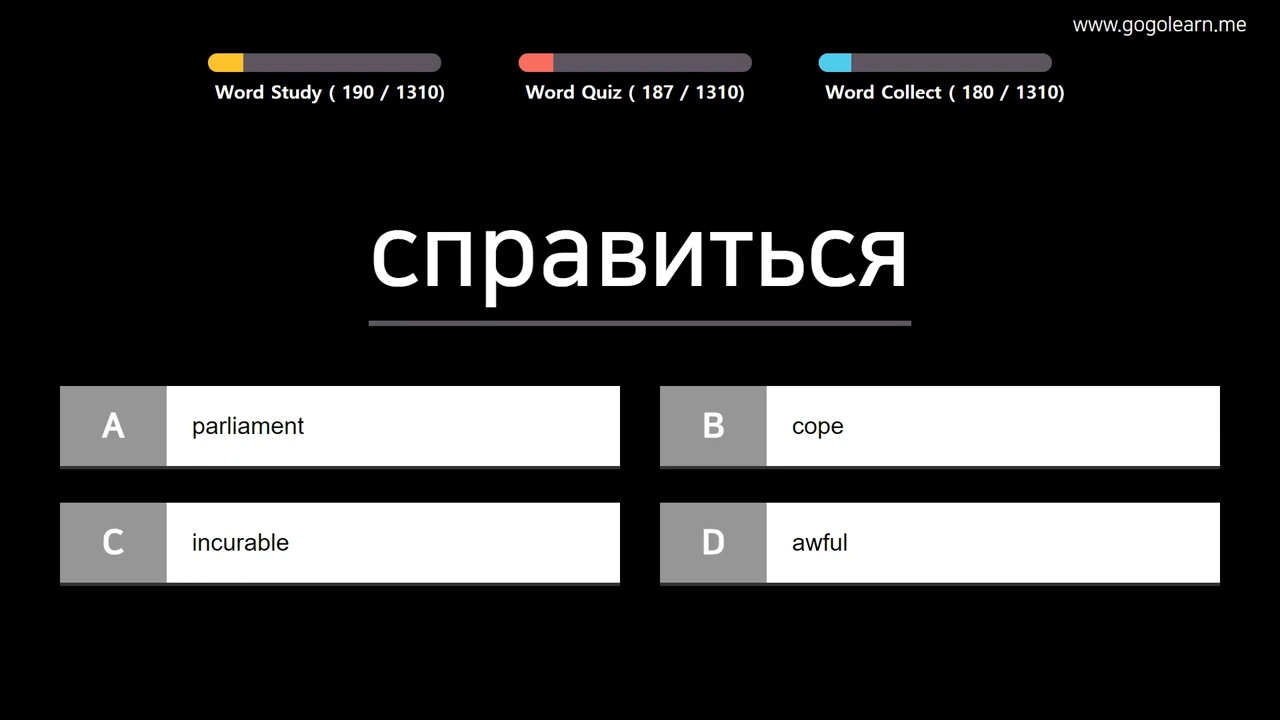 www.gogolearn.me
Word Study ( 190 / 1310)
Word Quiz ( 187 / 1310)
Word Collect ( 180 / 1310)
справиться
A parliament
B cope
C incurable
D awful